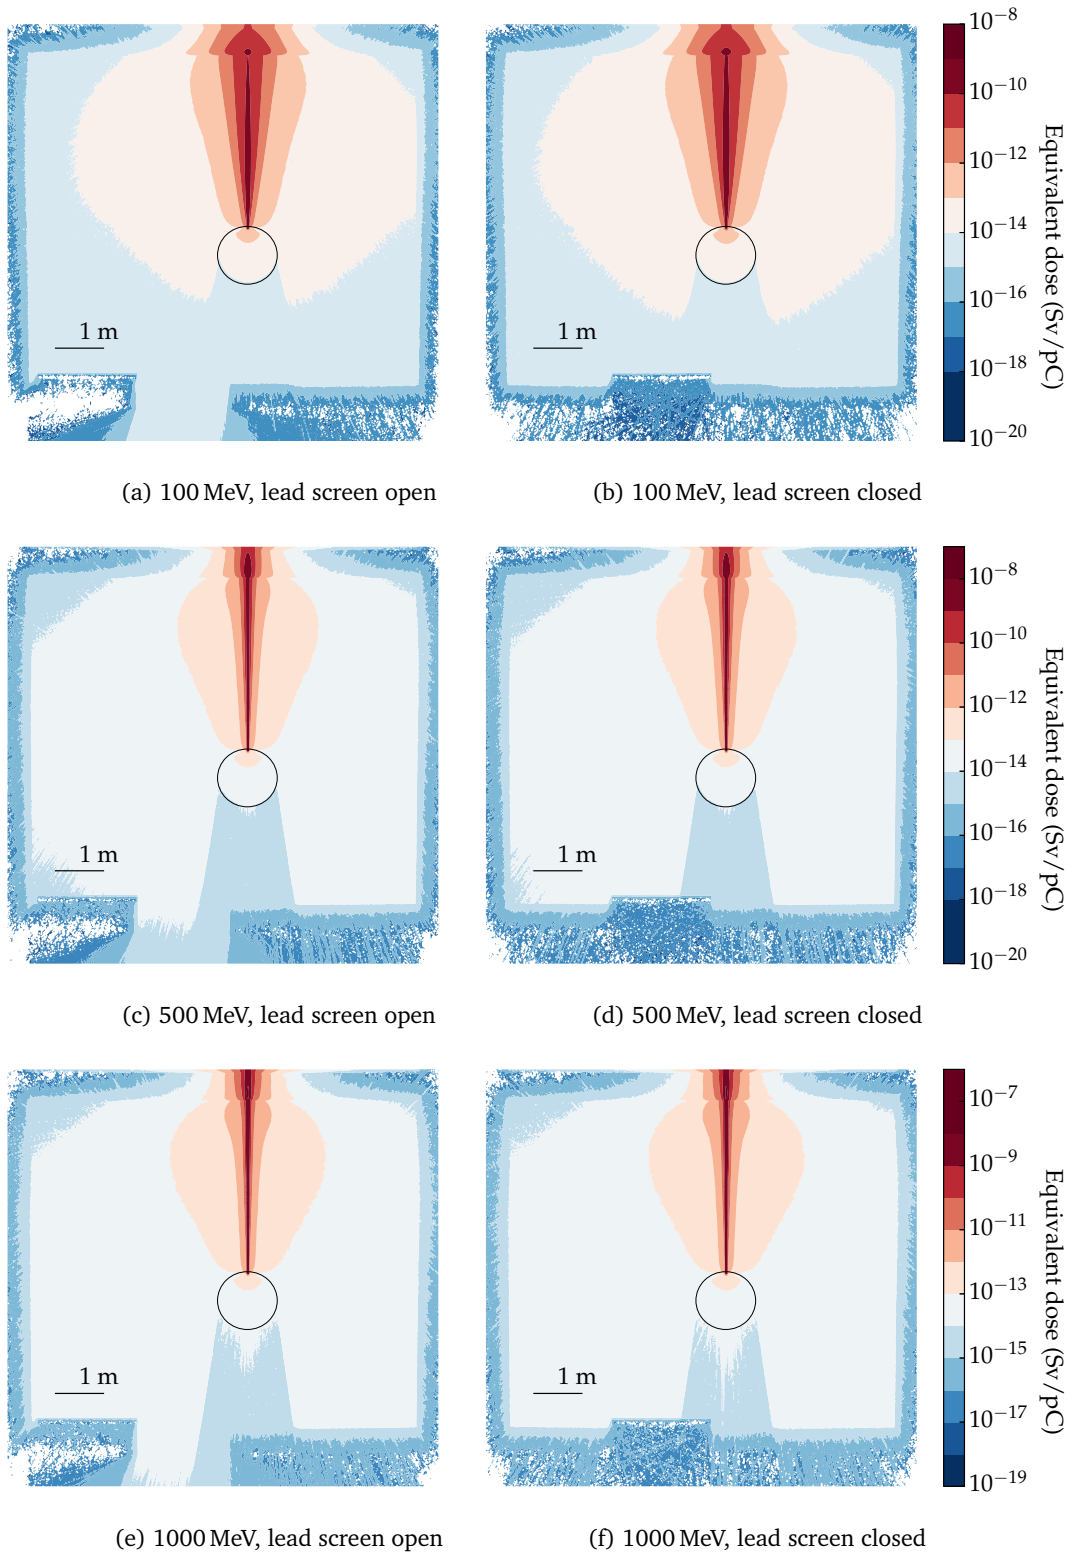 10⁻⁸
10⁻¹⁰
10⁻¹²
10⁻¹⁴
10⁻¹⁶
10⁻¹⁸
10⁻²⁰
Equivalent dose (Sv/pC)
1 m
1 m
(a) 100 MeV, lead screen open
(b) 100 MeV, lead screen closed
10⁻⁸
10⁻¹⁰
10⁻¹²
10⁻¹⁴
10⁻¹⁶
10⁻¹⁸
10⁻²⁰
Equivalent dose (Sv/pC)
1 m
1 m
(c) 500 MeV, lead screen open
(d) 500 MeV, lead screen closed
10⁻⁷
10⁻⁹
10⁻¹¹
10⁻¹³
10⁻¹⁵
10⁻¹⁷
10⁻¹⁹
Equivalent dose (Sv/pC)
1 m
1 m
(e) 1000 MeV, lead screen open
(f) 1000 MeV, lead screen closed